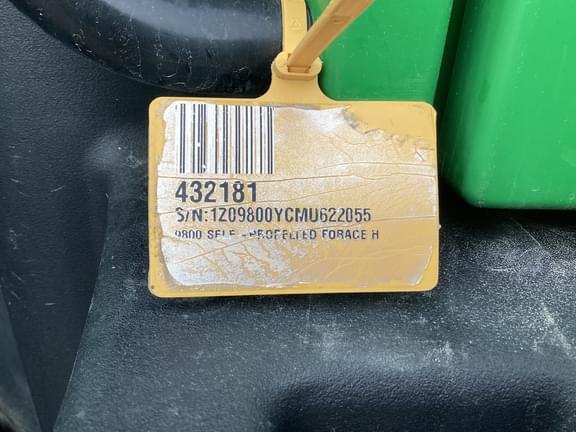 432181
S/N:1Z09800YCMU622055
9800 SELF-PROPELLED FORAGE H